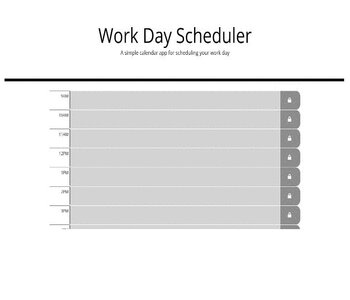 Work Day Scheduler
A simple calendar app for scheduling your work day
9AM
10AM
11AM
12PM
1PM
2PM
3PM